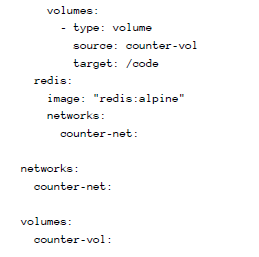 volumes:
- type: volume
source: counter-vol
target: /code
redis:
image: "redis:alpine"
networks:
counter-net:
networks:
counter-net:
volumes:
counter-vol: